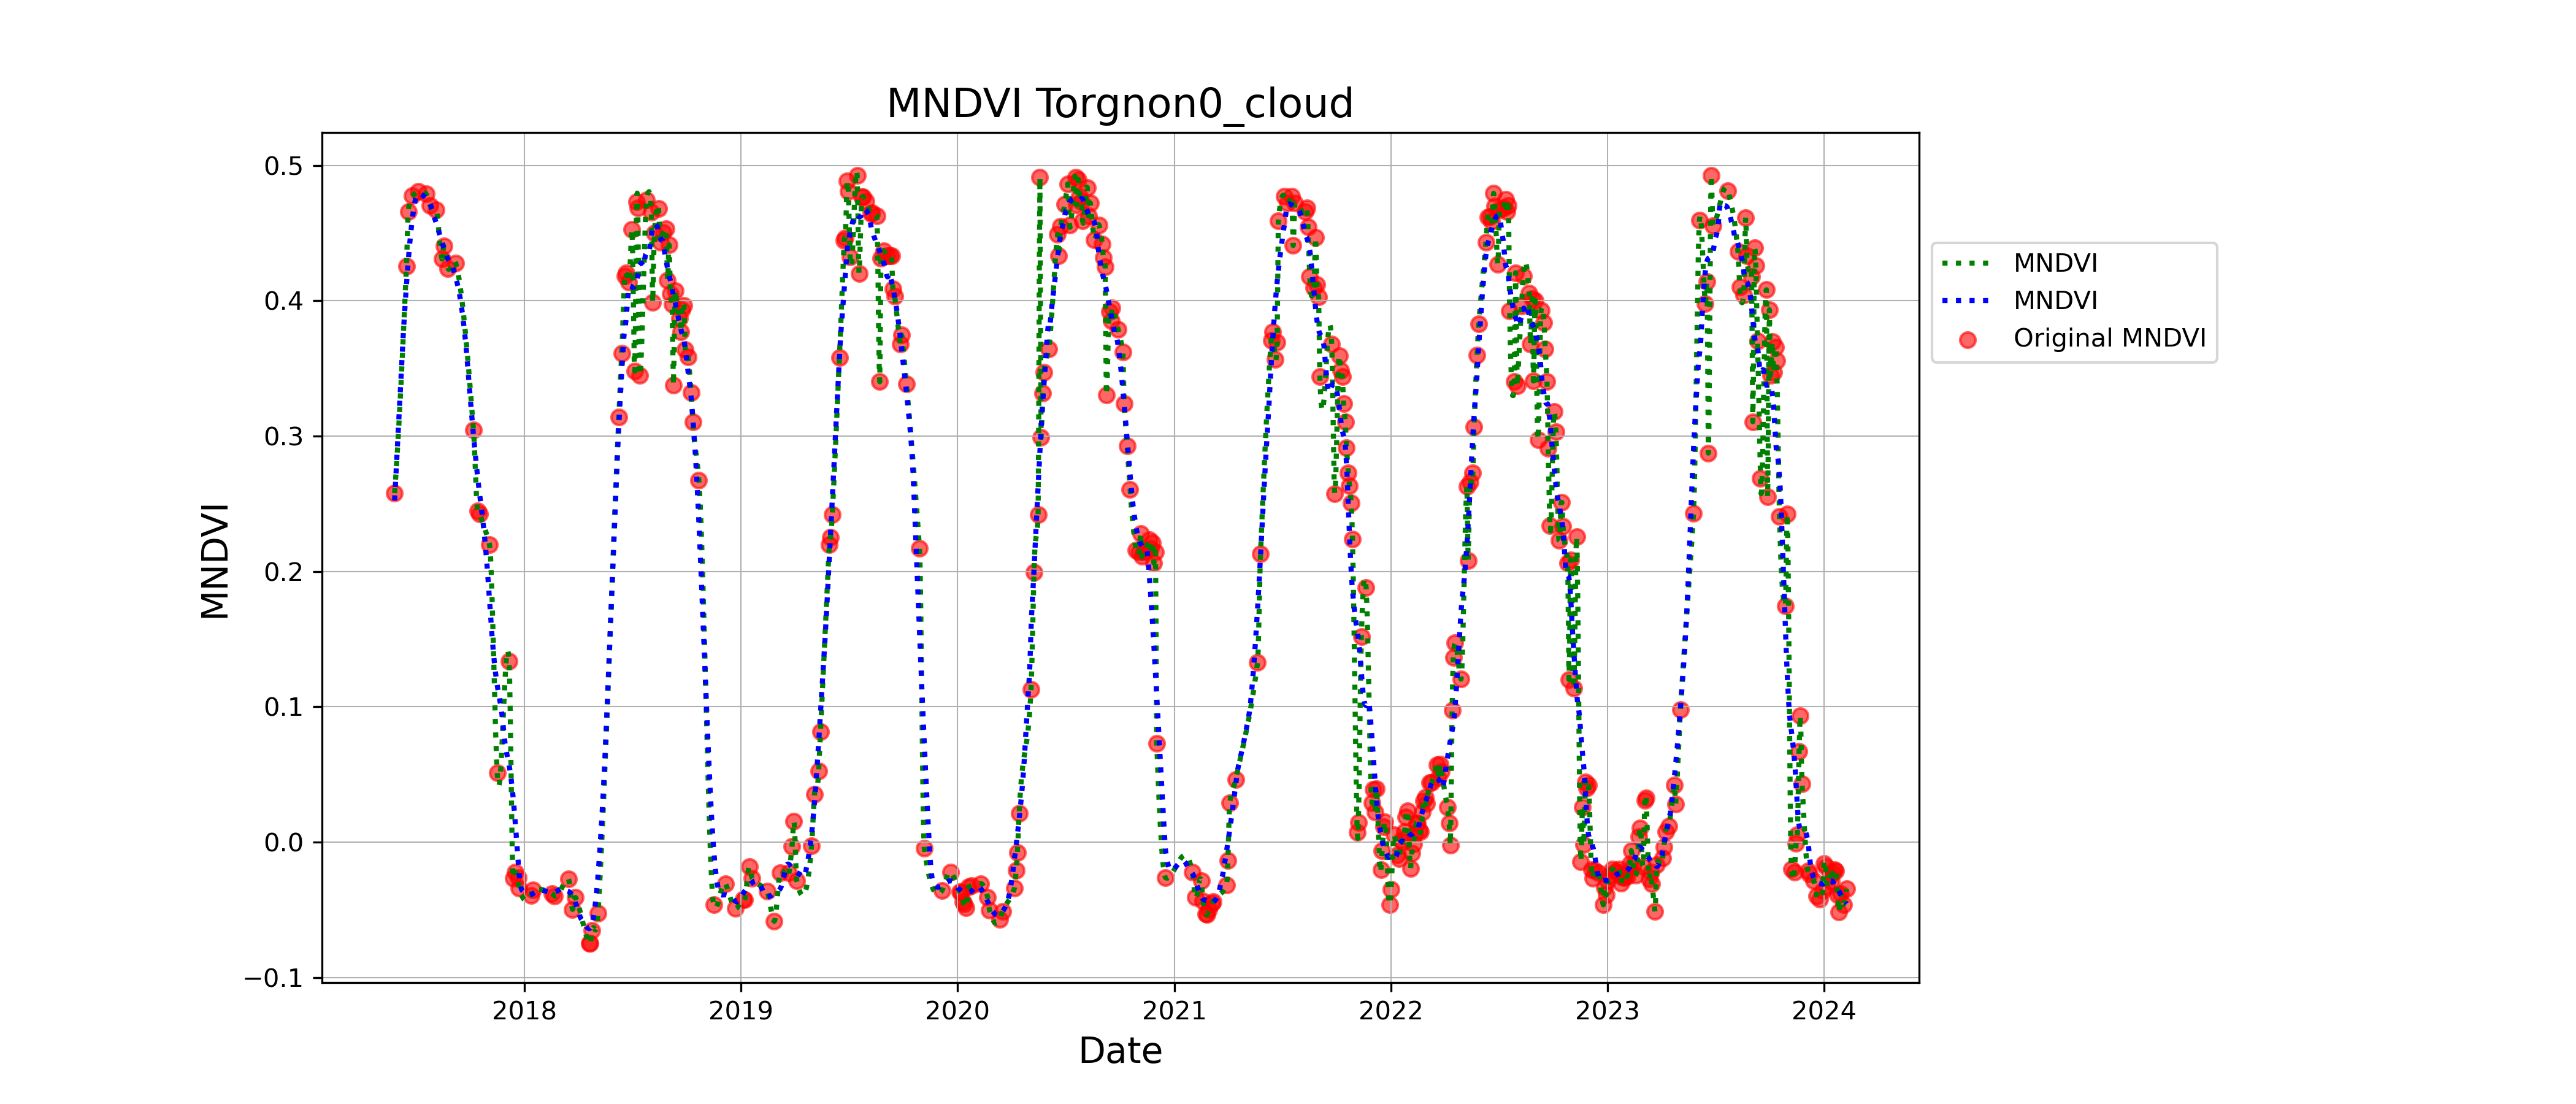 MNDVI Torgnon0_cloud
0.5
0.4
0.3
0.2
0.1
0.0
−0.1
MNDVI
2018 2019 2020 2021 2022 2023 2024
Date
MNDVI
MNDVI
Original MNDVI